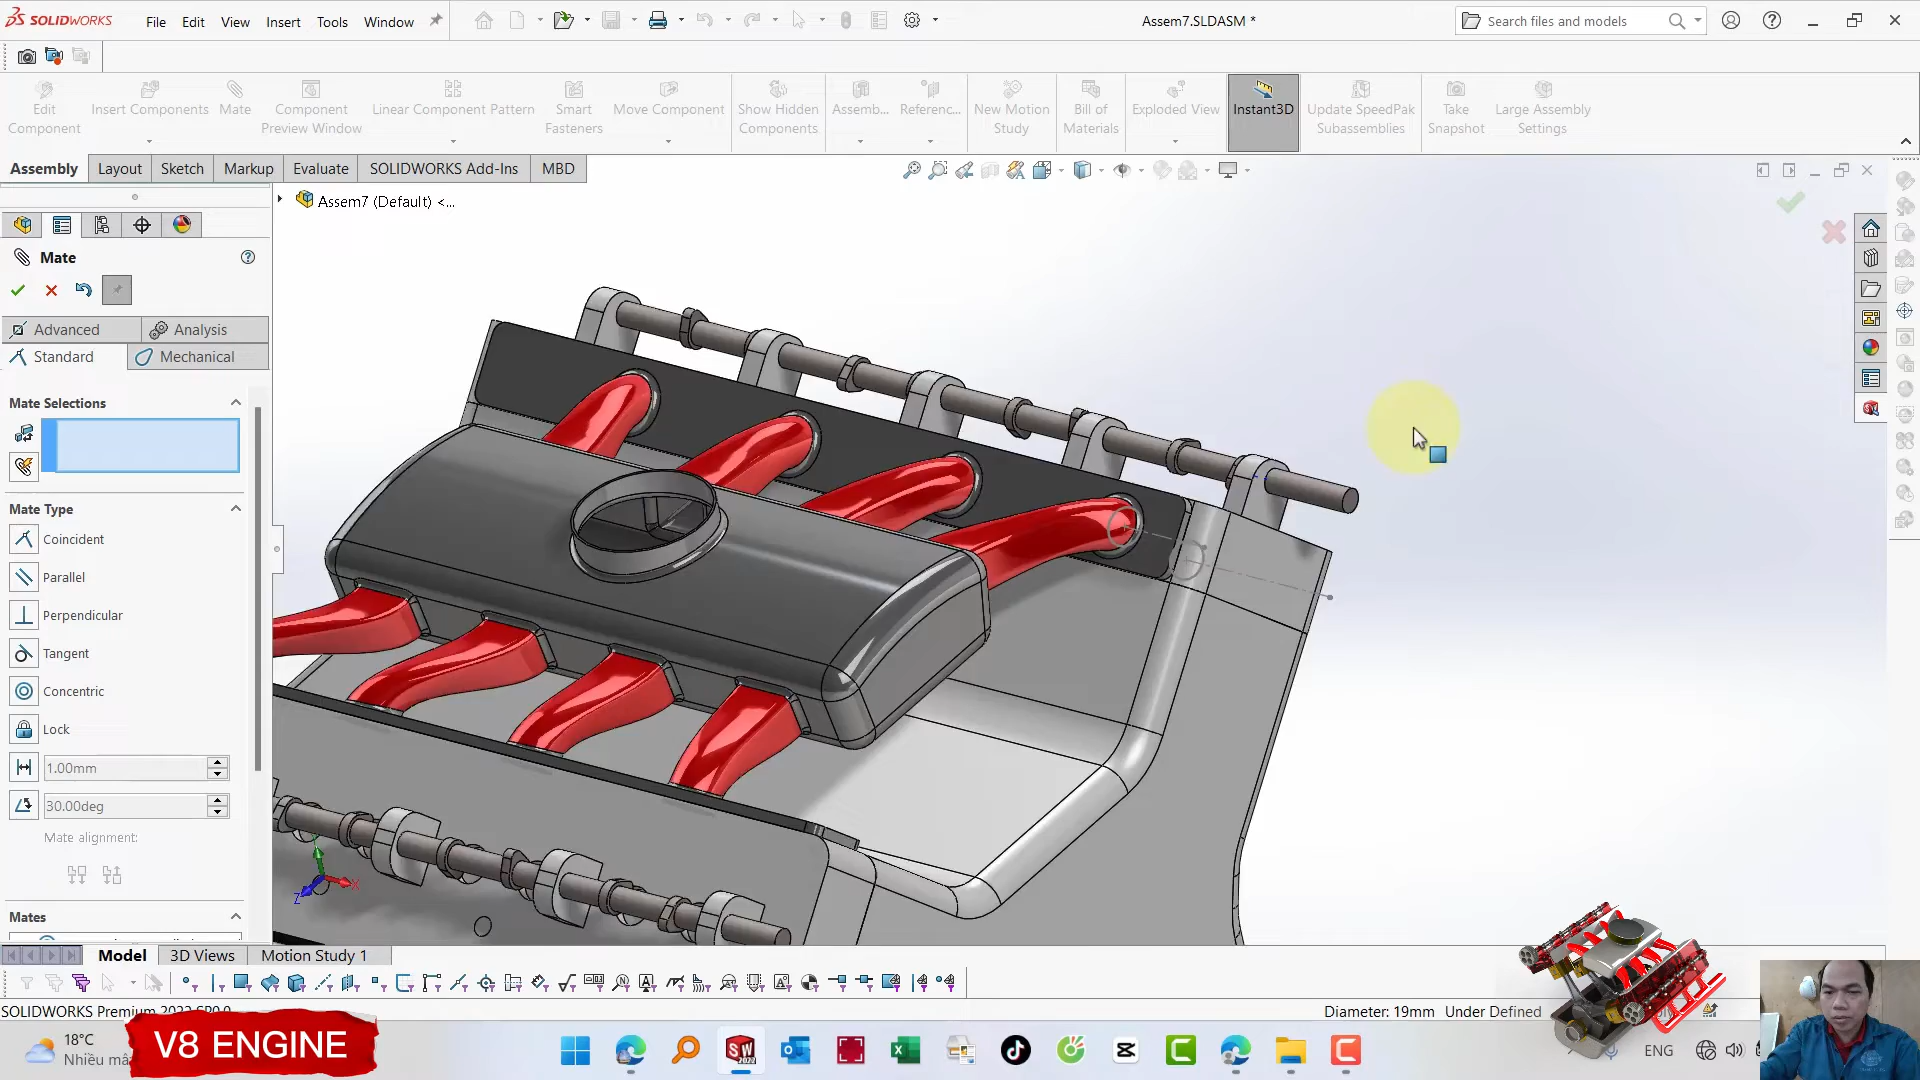 SOLIDWORKS File Edit View Insert Tools Window Assem7.SLDASM * Search files and models
Edit Component
Insert Components
Mate
Component Preview Window
Linear Component Pattern
Smart Fasteners
Move Component
Show Hidden Components
Assemb...
Referenc...
New Motion Study
Bill of Materials
Exploded View
Instant3D
Update SpeedPak Subassemblies
Take Snapshot
Large Assembly Settings
Assembly Layout Sketch Markup Evaluate SOLIDWORKS Add-Ins MBD
Assem7 (Default) <...
Mate
Advanced Analysis
Standard Mechanical
Mate Selections
Mate Type
Coincident
Parallel
Perpendicular
Tangent
Concentric
Lock
1.00mm
30.00deg
Mate alignment:
Mates
Model 3D Views Motion Study 1
SOLIDWORKS Premium 2022 SP0.0
Diameter: 19mm Under Defined
18°C
Nhiều mâ
V8 ENGINE
ENG